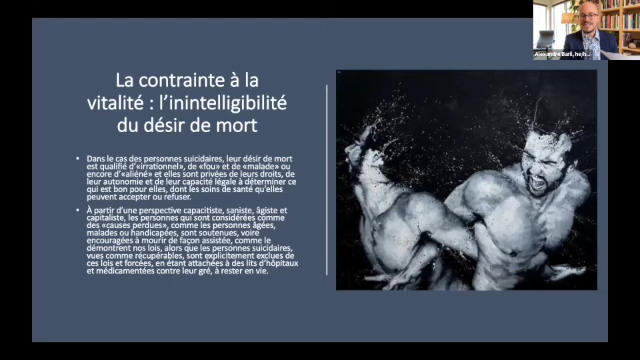 Alexandre Baril, he/h...
La contrainte à la
vitalité : l’inintelligibilité
du désir de mort
• Dans le cas des personnes suicidaires, leur désir de mort
est qualifié d’«irrationnel», de «fou» et de «malade» ou
encore d’«aliéné» et elles sont privées de leurs droits, de
leur autonomie et de leur capacité légale à déterminer ce
qui est bon pour elles, dont les soins de santé qu’elles
peuvent accepter ou refuser.
• À partir d’une perspective capacitiste, saniste, âgiste et
capitaliste, les personnes qui sont considérées comme
des «causes perdues», comme les personnes âgées,
malades ou handicapées, sont soutenues, voire
encouragées à mourir de façon assistée, comme le
démontrent nos lois, alors que les personnes suicidaires,
vues comme récupérables, sont explicitement exclues de
ces lois et forcées, en étant attachées à des lits d’hôpitaux
et médicamentées contre leur gré, à rester en vie.